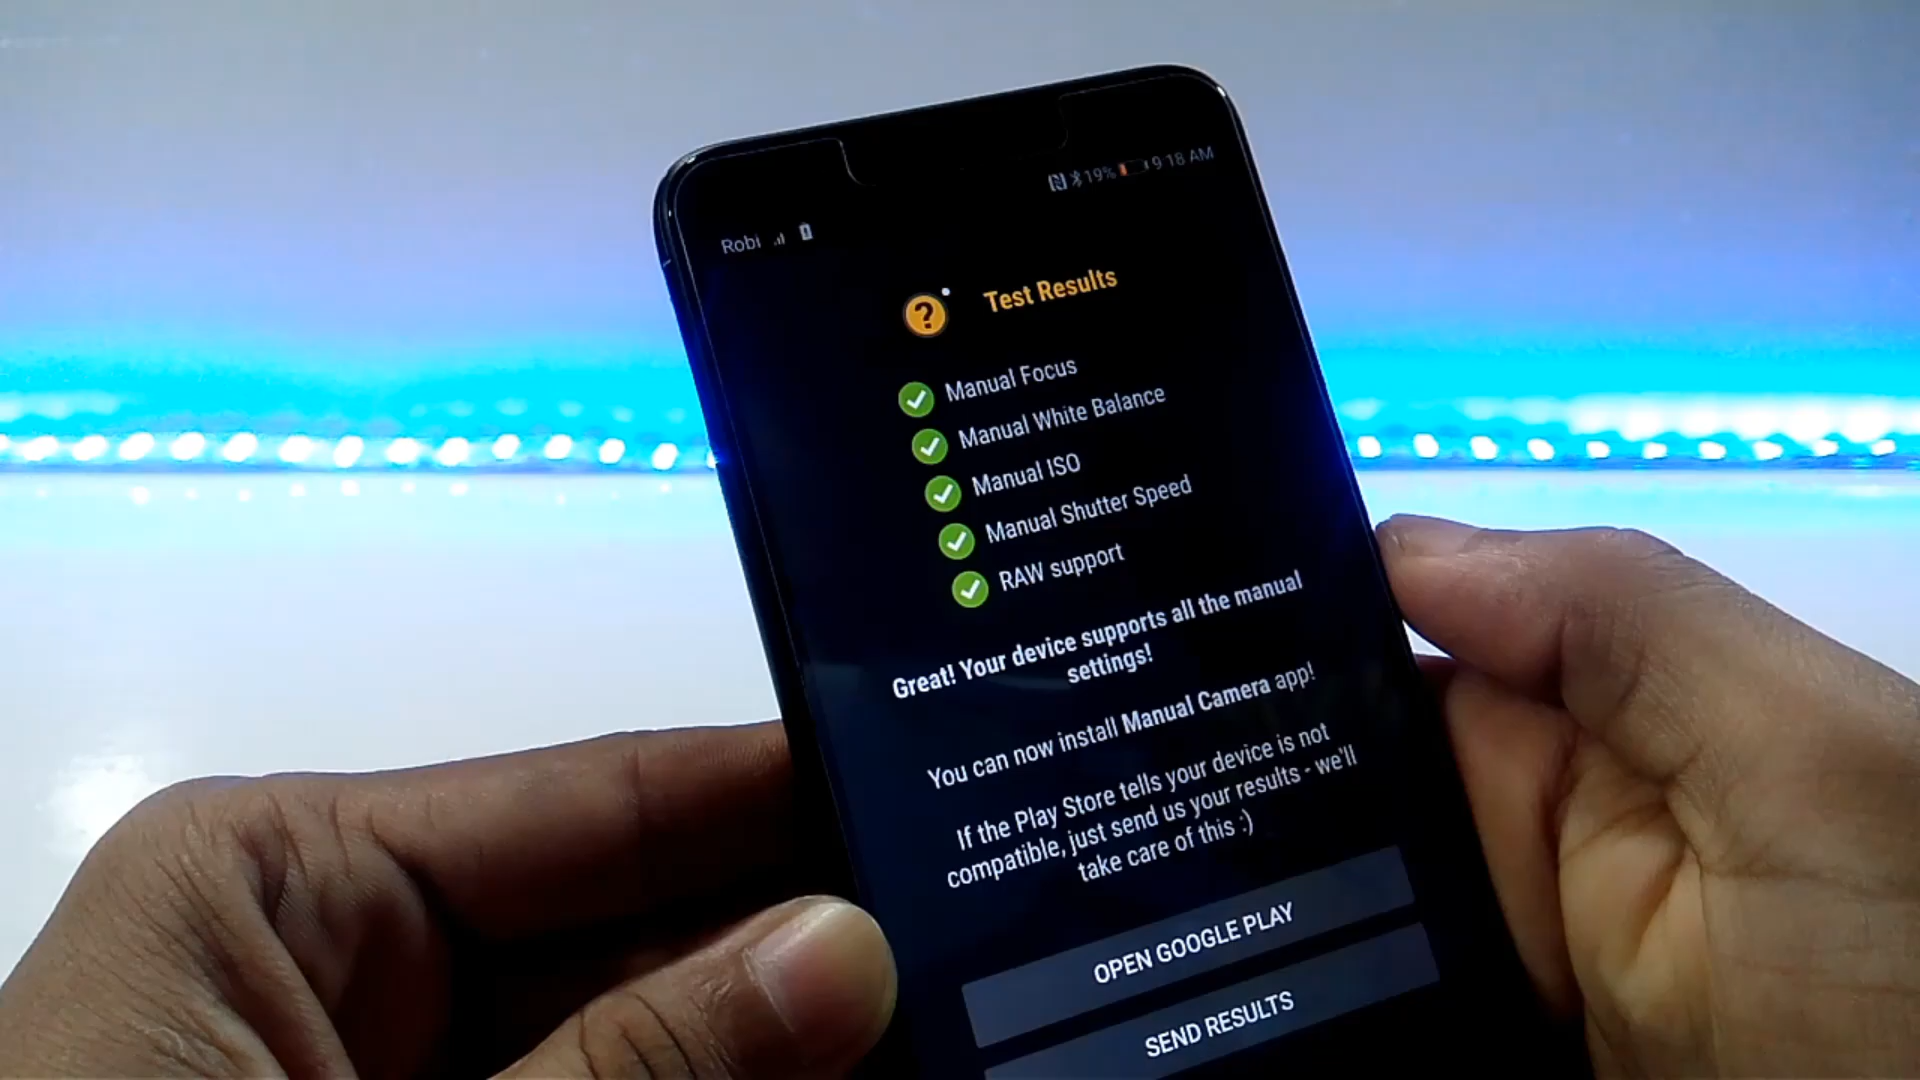 19% 9:18 AM
Robi
? Test Results
Manual Focus
Manual White Balance
Manual ISO
Manual Shutter Speed
RAW support
Great! Your device supports all the manual
settings!
You can now install Manual Camera app!
If the Play Store tells your device is not
compatible, just send us your results - we'll
take care of this :)
OPEN GOOGLE PLAY
SEND RESULTS